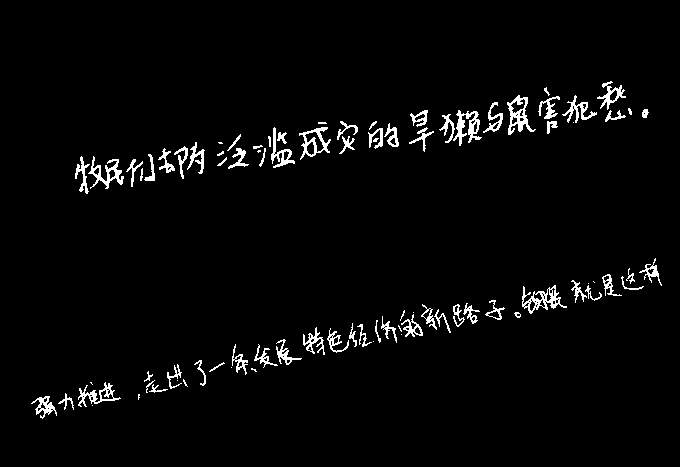 牧民们却为泛滥成灾的旱獭与鼠害犯愁。
强力推进,走出了一条发展特色经济的新路子。就是这样